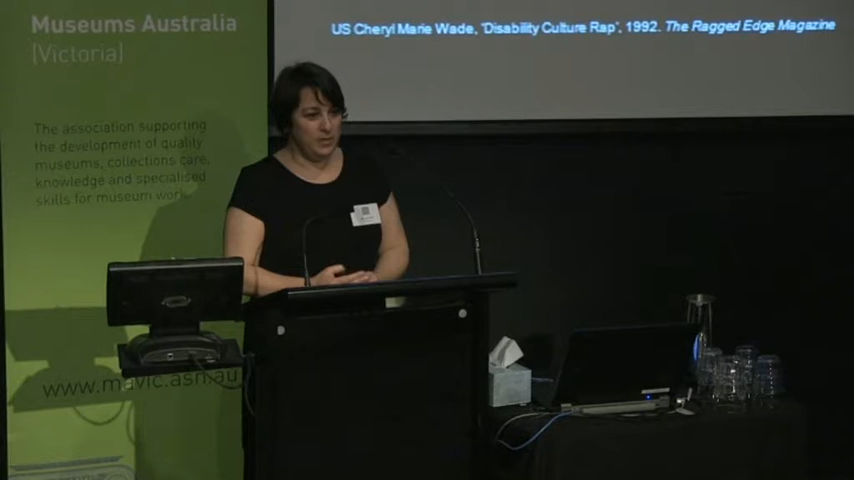 Museums Australia
[Victoria]
The association supporting
the development of quality
museums, collections care,
knowledge and specialised
skills for museum work.
www.mavic.asn.au
US Cheryl Marie Wade, "Disability Culture Rap", 1992. The Ragged Edge Magazine